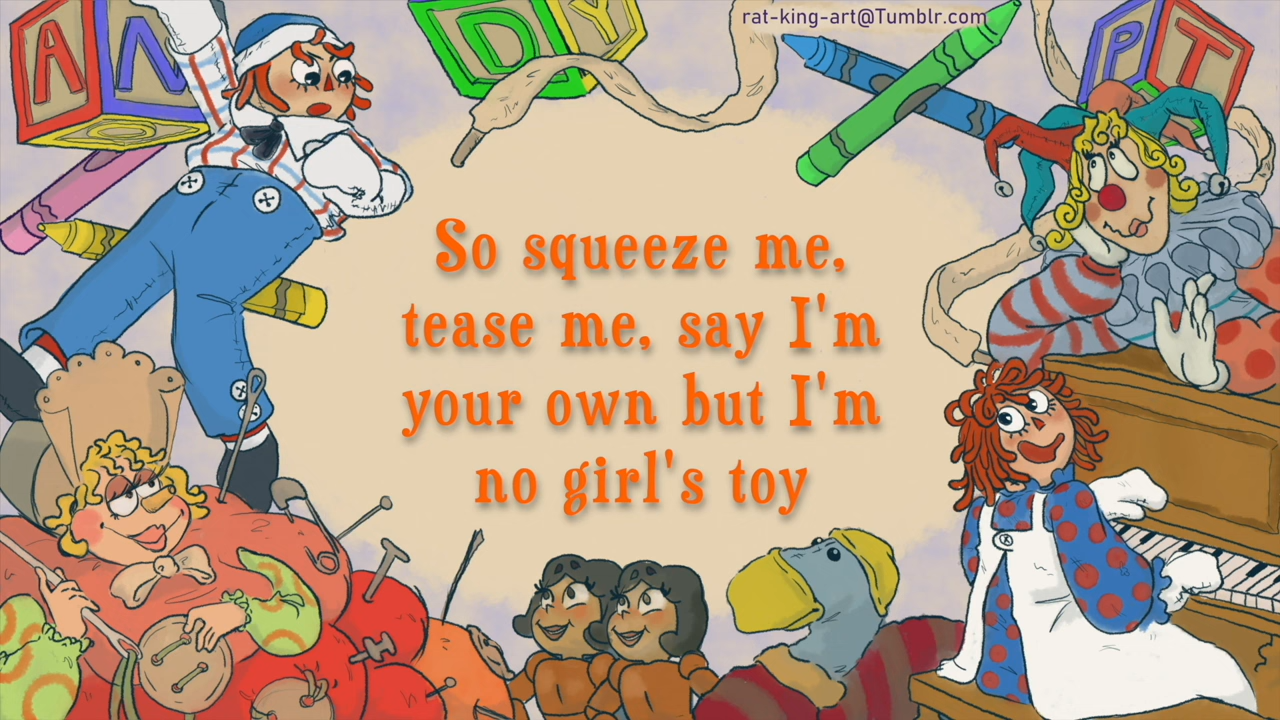 rat-king-art@Tumblr.com
A N D Y P T
So squeeze me,
tease me, say I'm
your own but I'm
no girl's toy